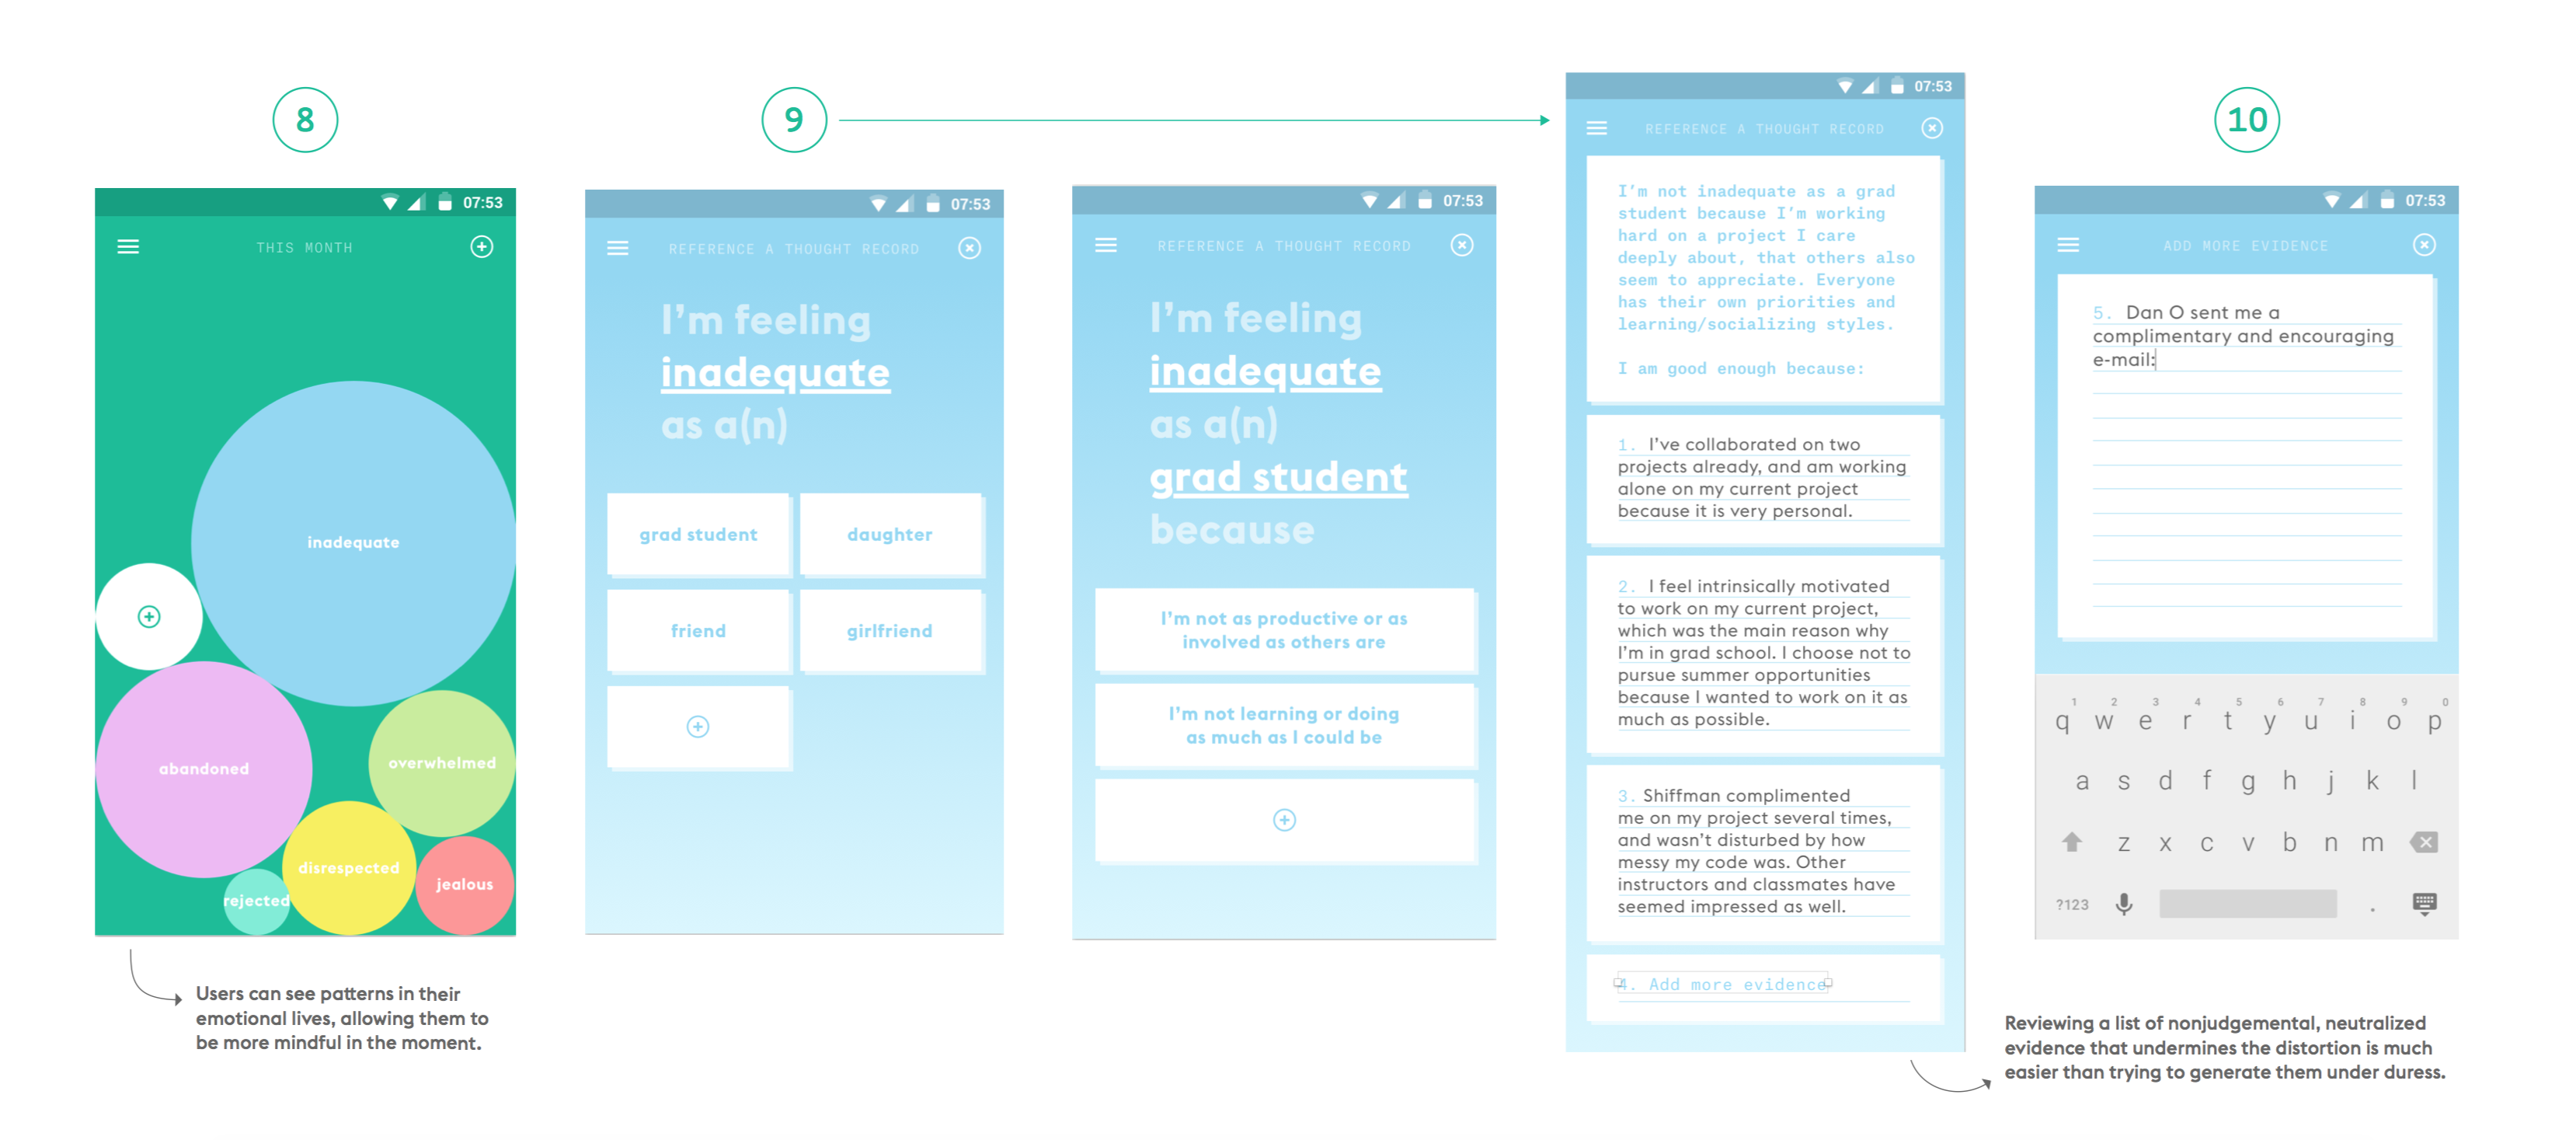 8
07:53
THIS MONTH
inadequate
abandoned
overwhelmed
disrespected
jealous
rejected
Users can see patterns in their
emotional lives, allowing them to
be more mindful in the moment.
9
07:53
REFERENCE A THOUGHT RECORD
I'm feeling
inadequate
as a(n)
grad student
daughter
friend
girlfriend
07:53
REFERENCE A THOUGHT RECORD
I'm feeling
inadequate
as a(n)
grad student
because
I'm not as productive or as
involved as others are
I'm not learning or doing
as much as I could be
07:53
REFERENCE A THOUGHT RECORD
I'm not inadequate as a grad
student because I'm working
hard on a project I care
deeply about, that others also
seem to appreciate. Everyone
has their own priorities and
learning/socializing styles.
I am good enough because:
1. I've collaborated on two
projects already, and am working
alone on my current project
because it is very personal.
2. I feel intrinsically motivated
to work on my current project,
which was the main reason why
I'm in grad school. I choose not to
pursue summer opportunities
because I wanted to work on it as
much as possible.
3. Shiffman complimented
me on my project several times,
and wasn't disturbed by how
messy my code was. Other
instructors and classmates have
seemed impressed as well.
4. Add more evidence
10
07:53
ADD MORE EVIDENCE
5. Dan O sent me a
complimentary and encouraging
e-mail:
1 2 3 4 5 6 7 8 9 0
q w e r t y u i o p
a s d f g h j k l
z x c v b n m
?123 .
Reviewing a list of nonjudgemental, neutralized
evidence that undermines the distortion is much
easier than trying to generate them under duress.